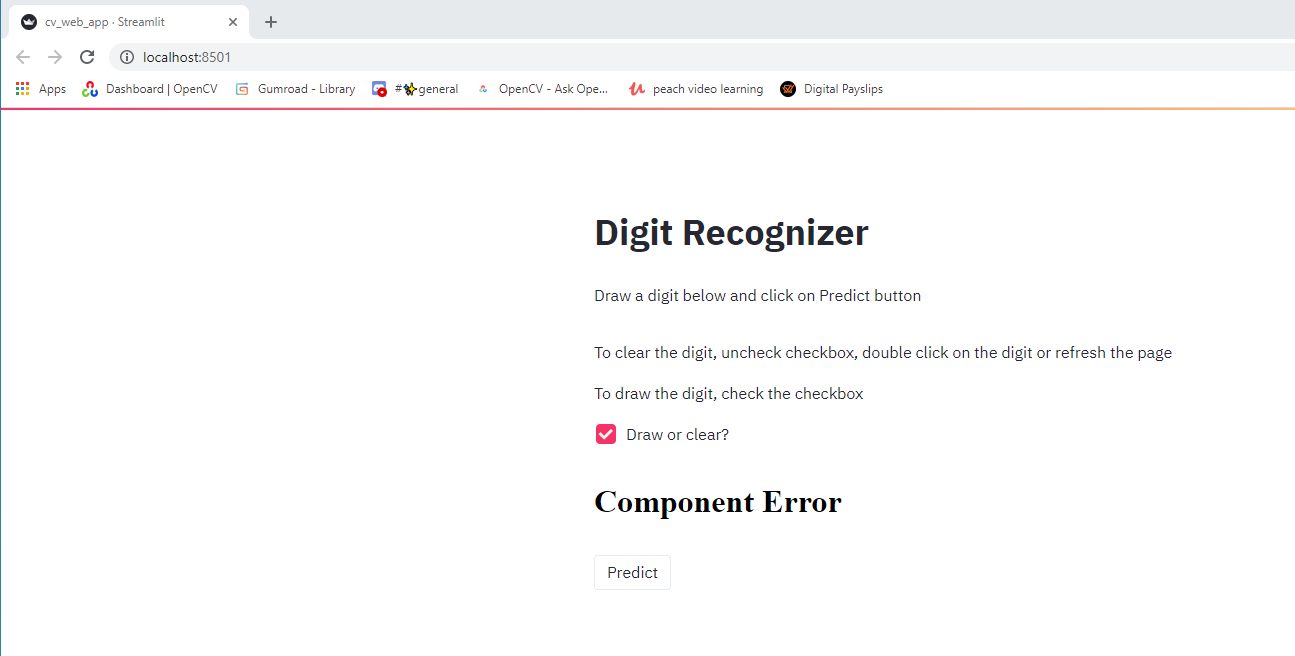 cv_web_app · Streamlit
localhost:8501
Apps Dashboard | OpenCV Gumroad - Library #✨general OpenCV - Ask Ope... peach video learning Digital Payslips
Digit Recognizer
Draw a digit below and click on Predict button
To clear the digit, uncheck checkbox, double click on the digit or refresh the page
To draw the digit, check the checkbox
Draw or clear?
Component Error
Predict